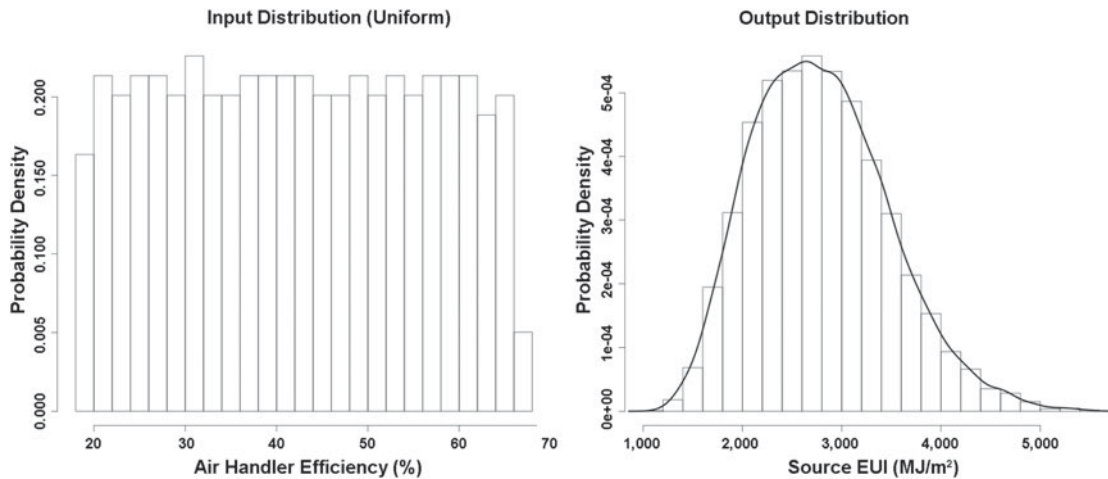 Input Distribution (Uniform)
Probability Density
0.200
0.150
0.100
0.005
0.000
20 30 40 50 60 70
Air Handler Efficiency (%)
Output Distribution
Probability Density
5e-04
4e-04
3e-04
2e-04
1e-04
0e+00
1,000 2,000 3,000 4,000 5,000
Source EUI (MJ/m²)